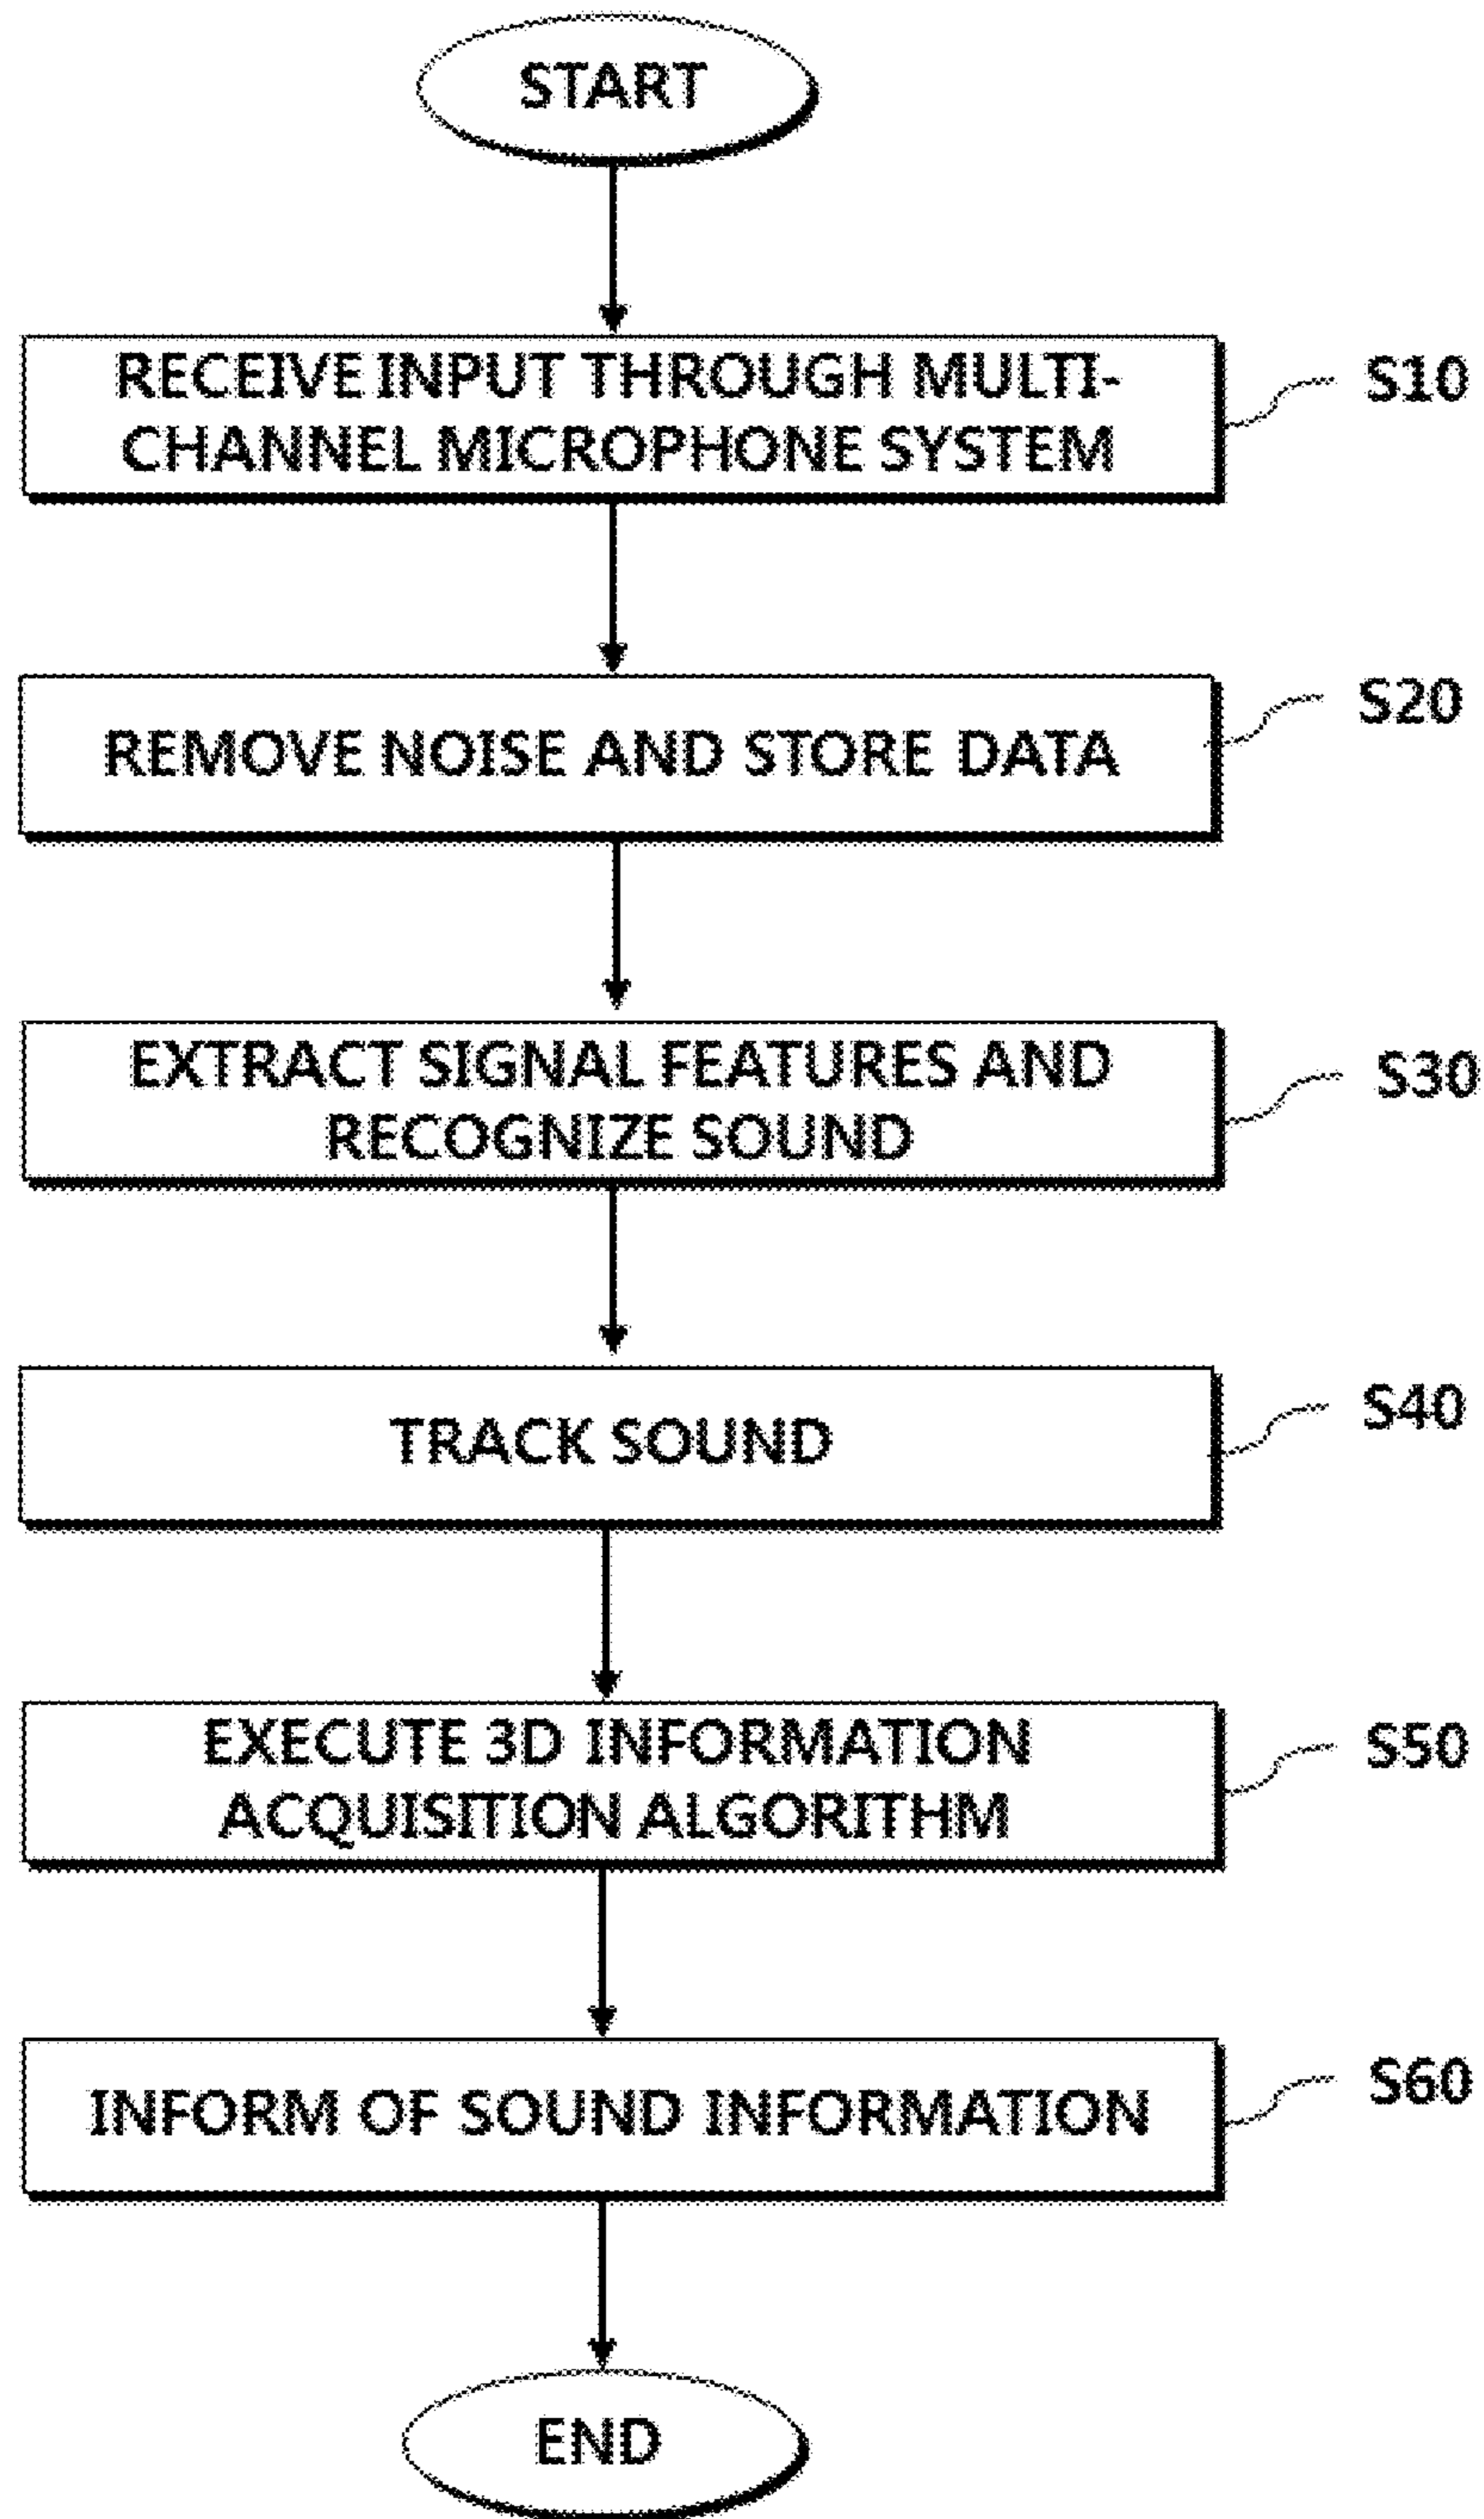 START
RECEIVE INPUT THROUGH MULTI-
CHANNEL MICROPHONE SYSTEM
S10
REMOVE NOISE AND STORE DATA
S20
EXTRACT SIGNAL FEATURES AND
RECOGNIZE SOUND
S30
TRACK SOUND
S40
EXECUTE 3D INFORMATION
ACQUISITION ALGORITHM
S50
INFORM OF SOUND INFORMATION
S60
END